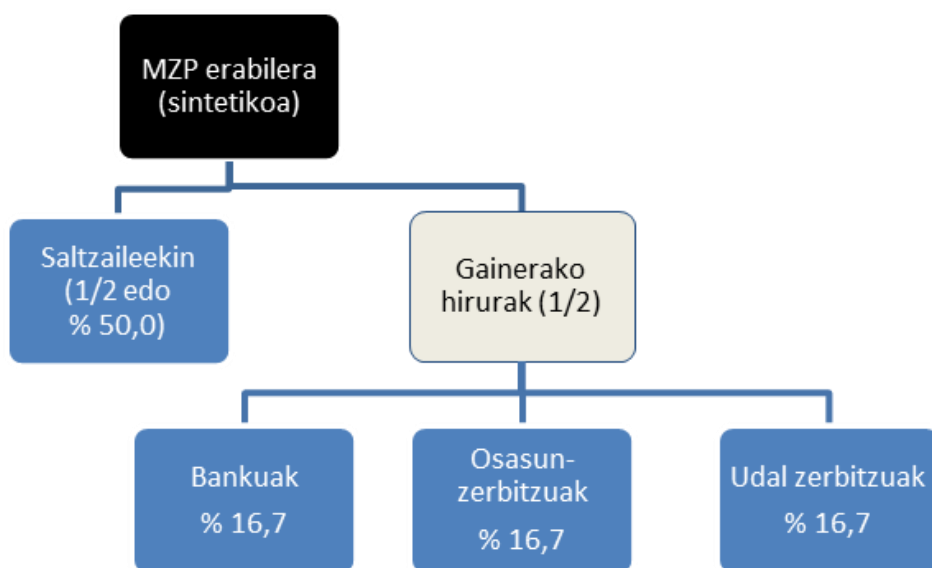 MZP erabilera
(sintetikoa)
Saltzaileekin
(1/2 edo
% 50,0)
Gainerako
hirurak (1/2)
Bankuak
% 16,7
Osasun-
zerbitzuak
% 16,7
Udal zerbitzuak
% 16,7